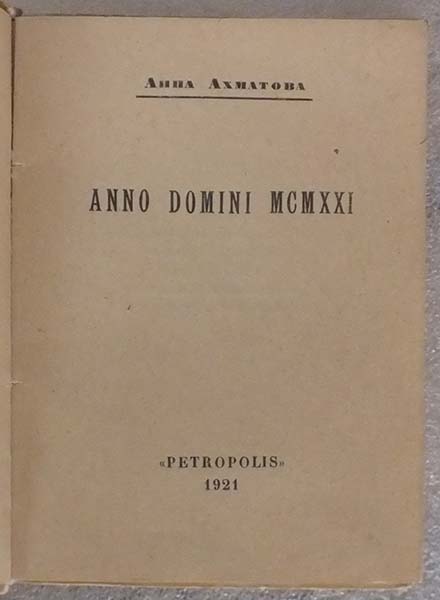 Анна Ахматова
ANNO DOMINI MCMXXI
«PETROPOLIS»
1921